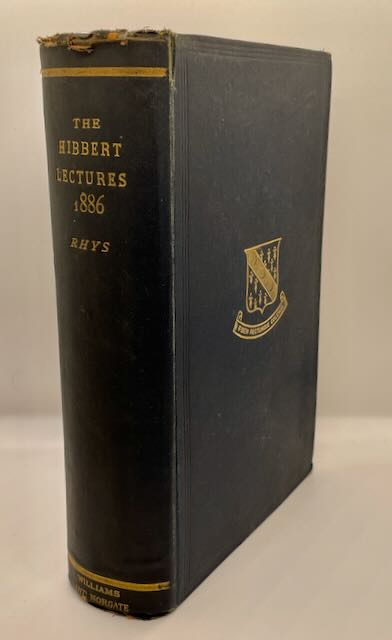 THE
HIBBERT
LECTURES
1886
RHYS
WILLIAMS
AND NORGATE